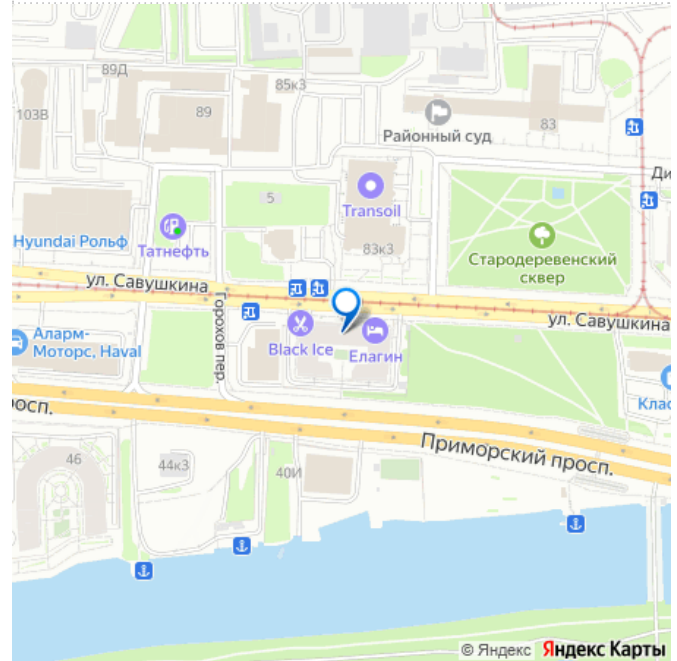 89Д
85к3
103В
89
Районный суд
83
Ди
5
Transoil
Hyundai Рольф
Татнефть
83к3
Стародеревенский
сквер
ул. Савушкина
ул. Савушкина
Горохов пер.
Аларм-
Моторс, Haval
Black Ice
Елагин
Клас
росп.
Приморский просп.
46
44к3
40И
© Яндекс Яндекс Карты